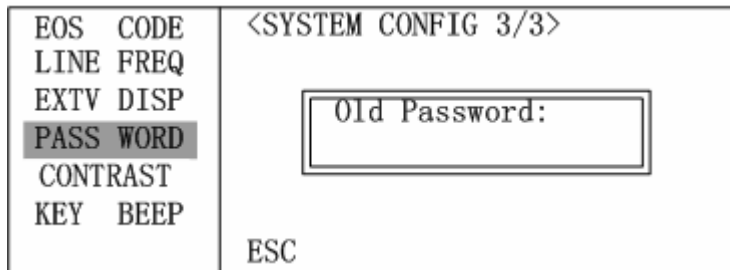 EOS CODE
LINE FREQ
EXTV DISP
PASS WORD
CONTRAST
KEY BEEP
<SYSTEM CONFIG 3/3>
Old Password:
ESC